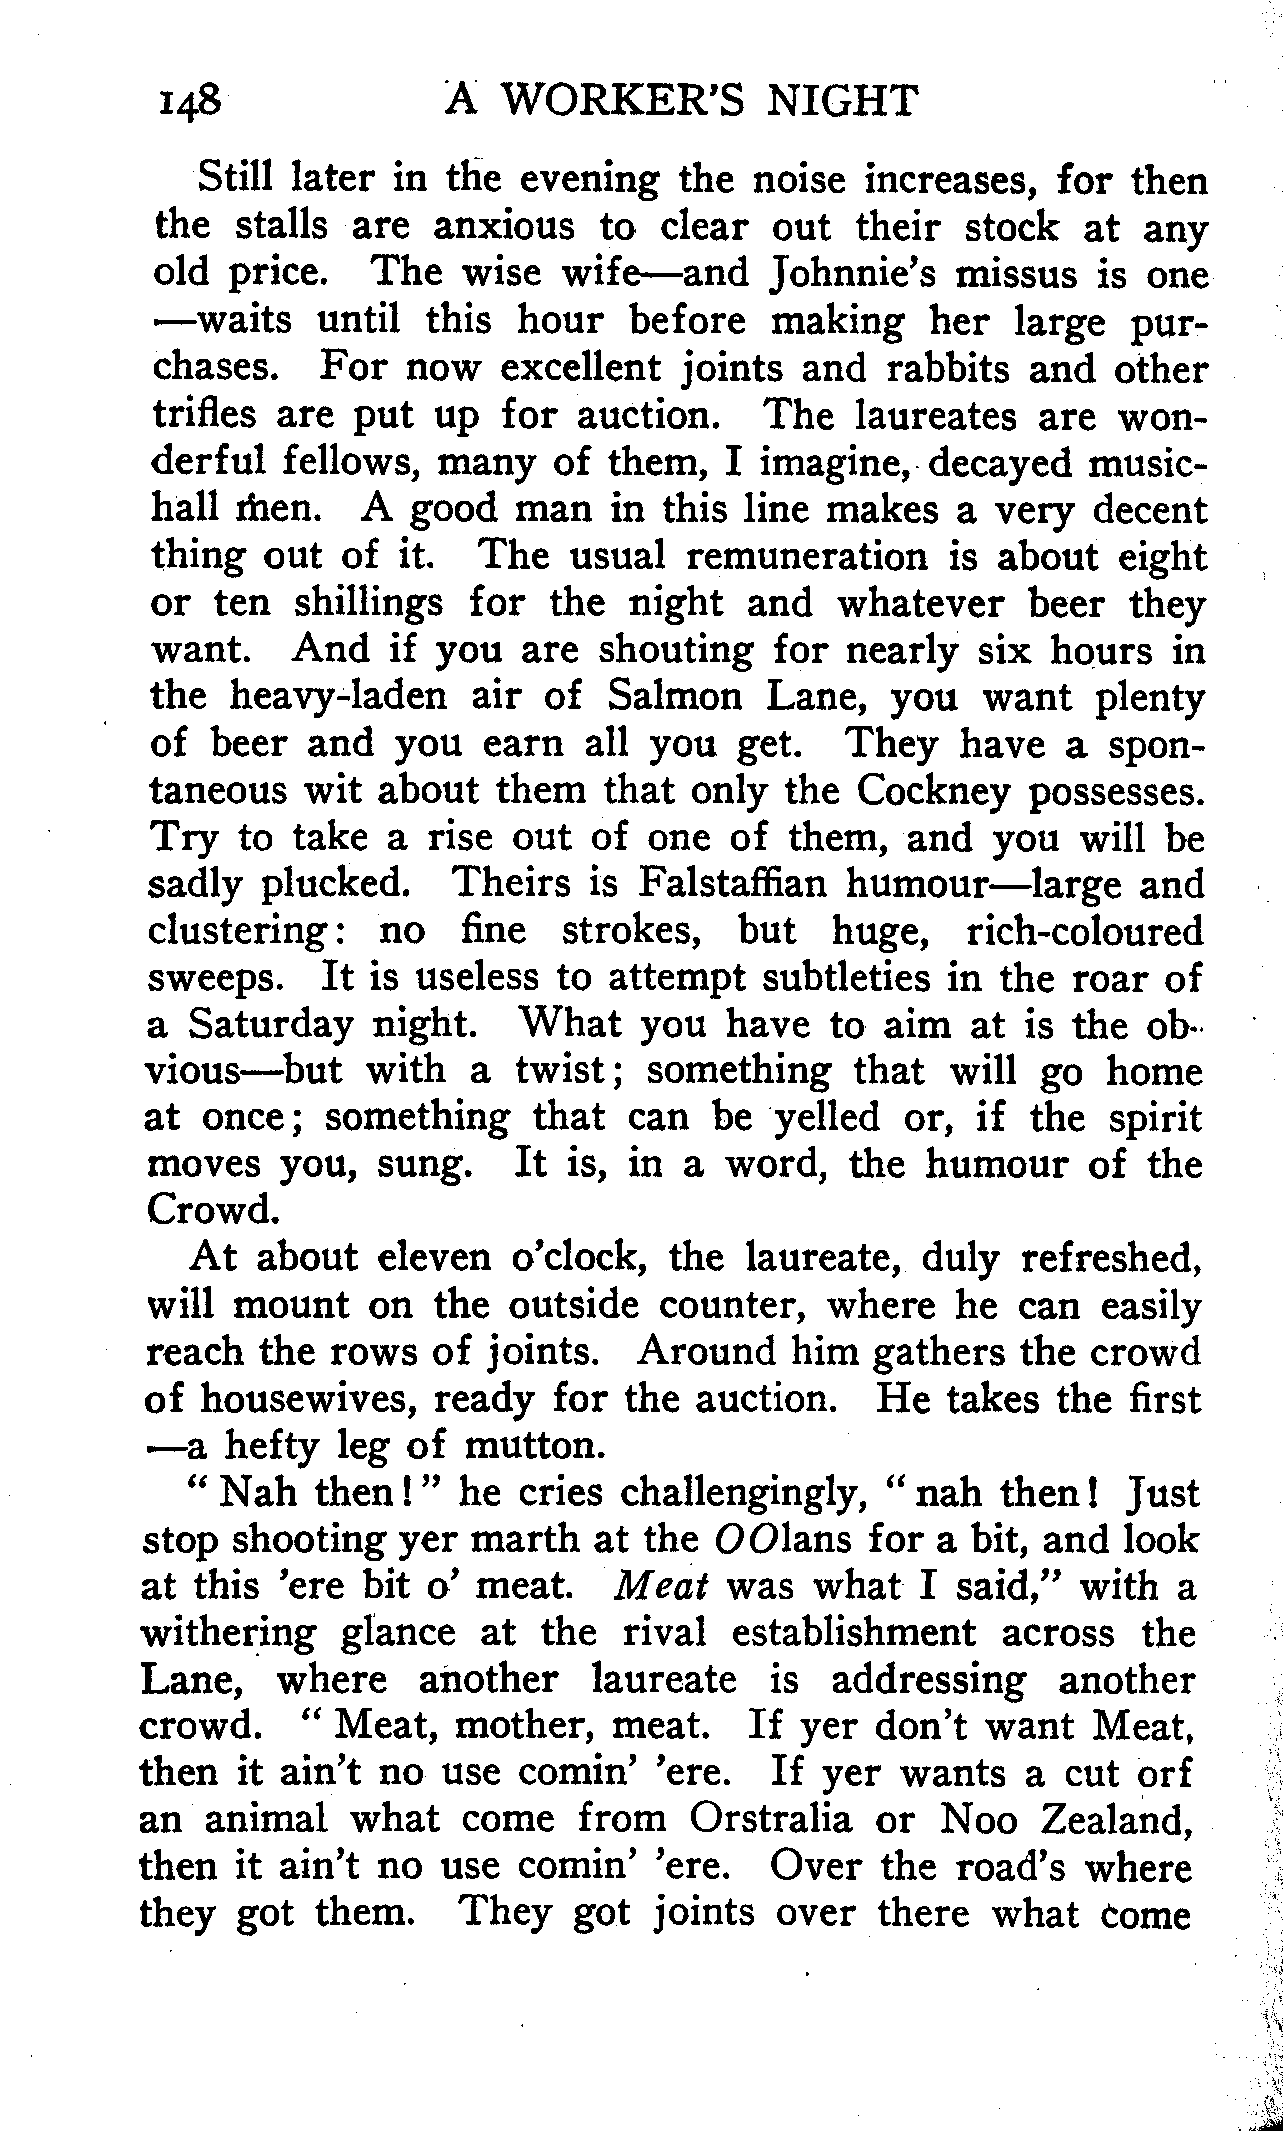 148 A WORKER'S NIGHT
Still later in the evening the noise increases, for then
the stalls are anxious to clear out their stock at any
old price. The wise wife—and Johnnie's missus is one
—waits until this hour before making her large pur-
chases. For now excellent joints and rabbits and other
trifles are put up for auction. The laureates are won-
derful fellows, many of them, I imagine, decayed music-
hall men. A good man in this line makes a very decent
thing out of it. The usual remuneration is about eight
or ten shillings for the night and whatever beer they
want. And if you are shouting for nearly six hours in
the heavy-laden air of Salmon Lane, you want plenty
of beer and you earn all you get. They have a spon-
taneous wit about them that only the Cockney possesses.
Try to take a rise out of one of them, and you will be
sadly plucked. Theirs is Falstaffian humour—large and
clustering: no fine strokes, but huge, rich-coloured
sweeps. It is useless to attempt subtleties in the roar of
a Saturday night. What you have to aim at is the ob-
vious—but with a twist; something that will go home
at once; something that can be yelled or, if the spirit
moves you, sung. It is, in a word, the humour of the
Crowd.
At about eleven o'clock, the laureate, duly refreshed,
will mount on the outside counter, where he can easily
reach the rows of joints. Around him gathers the crowd
of housewives, ready for the auction. He takes the first
—a hefty leg of mutton.
" Nah then! " he cries challengingly, " nah then! Just
stop shooting yer marth at the OOlans for a bit, and look
at this 'ere bit o' meat. Meat was what I said," with a
withering glance at the rival establishment across the
Lane, where another laureate is addressing another
crowd. " Meat, mother, meat. If yer don't want Meat,
then it ain't no use comin' 'ere. If yer wants a cut orf
an animal what come from Orstralia or Noo Zealand,
then it ain't no use comin' 'ere. Over the road's where
they got them. They got joints over there what come